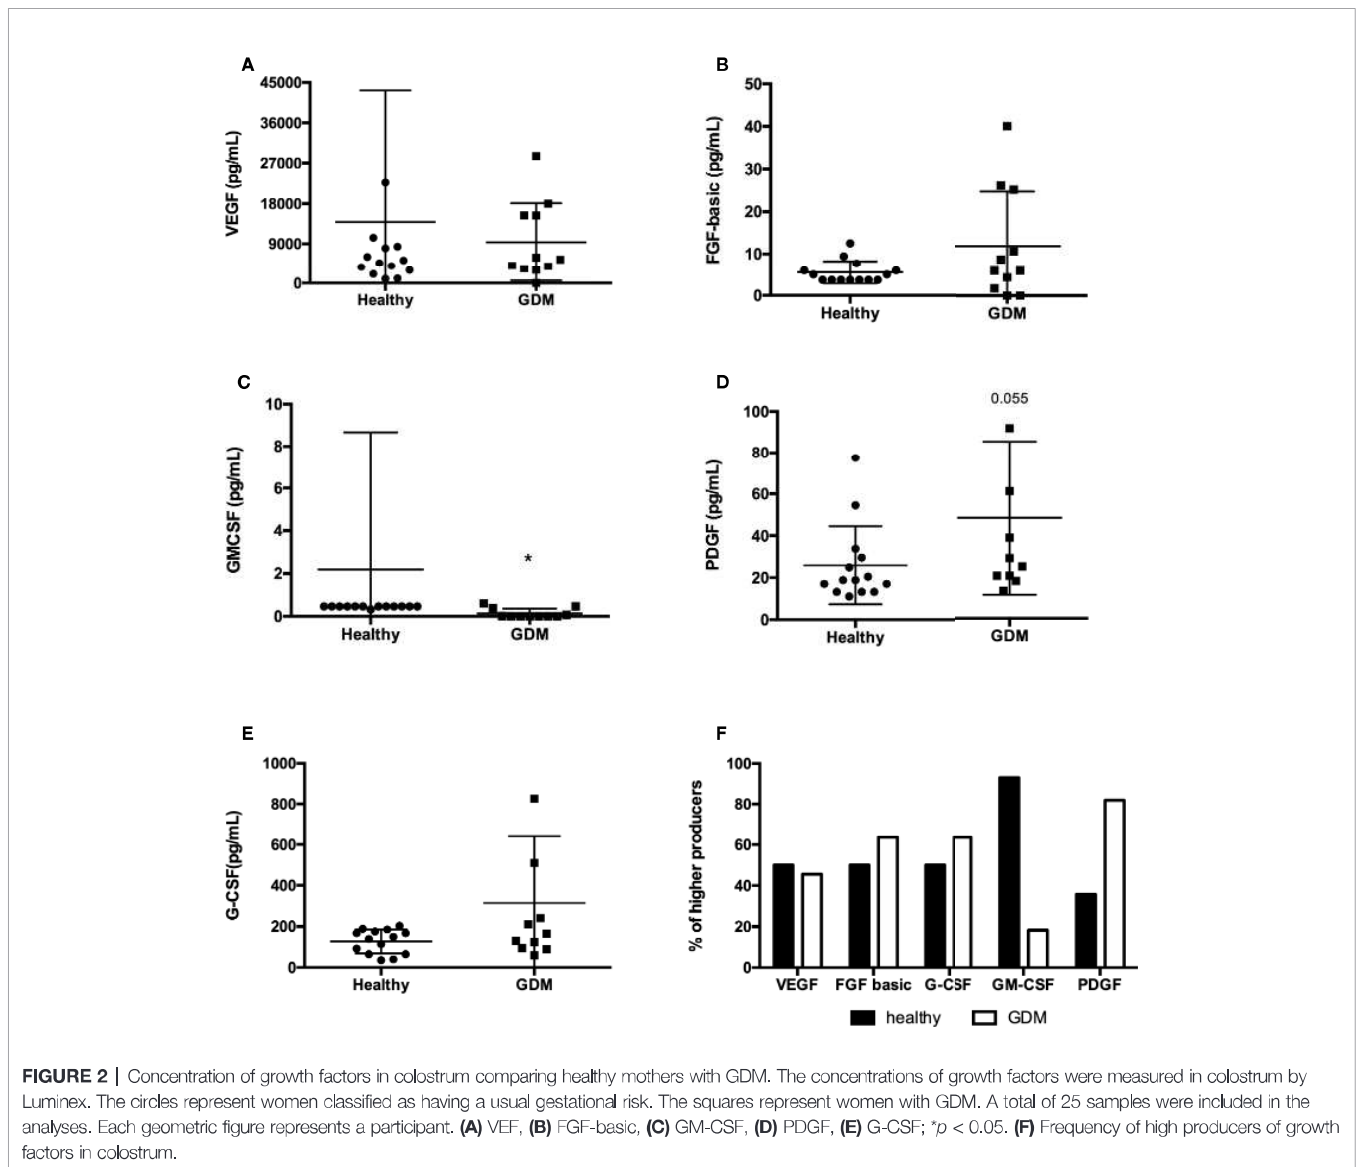 A
45000
36000
27000
18000
9000
0
VEGF (pg/mL)
Healthy
GDM
B
50
40
30
20
10
0
FGF-basic (pg/mL)
Healthy
GDM
C
10
8
6
4
2
0
GMCSF (pg/mL)
*
Healthy
GDM
D
0.055
100
80
60
40
20
0
PDGF (pg/mL)
Healthy
GDM
E
1000
800
600
400
200
0
G-CSF(pg/mL)
Healthy
GDM
F
100
80
60
40
20
0
% of higher producers
VEGF FGF basic G-CSF GM-CSF PDGF
healthy GDM
FIGURE 2 | Concentration of growth factors in colostrum comparing healthy mothers with GDM. The concentrations of growth factors were measured in colostrum by
Luminex. The circles represent women classified as having a usual gestational risk. The squares represent women with GDM. A total of 25 samples were included in the
analyses. Each geometric figure represents a participant. (A) VEF, (B) FGF-basic, (C) GM-CSF, (D) PDGF, (E) G-CSF; *p < 0.05. (F) Frequency of high producers of growth
factors in colostrum.